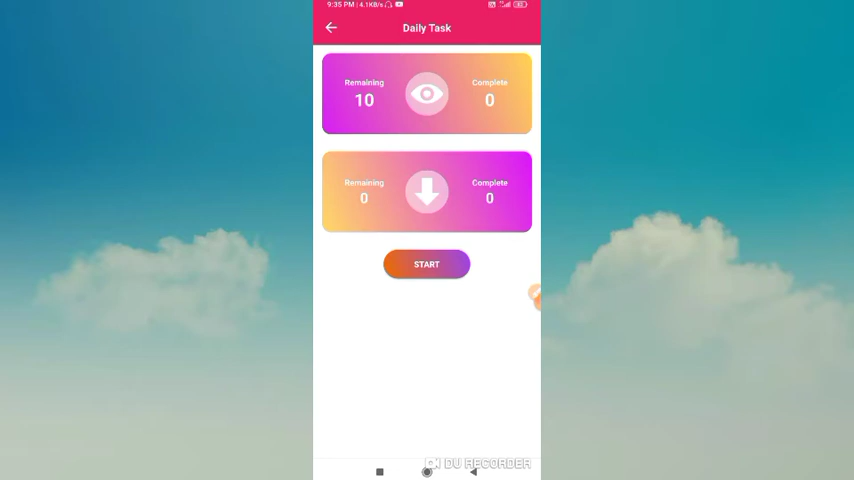 9:35 PM | 4.1KB/s
Daily Task
Remaining
Complete
10
0
Remaining
Complete
0
0
START
DU RECORDER